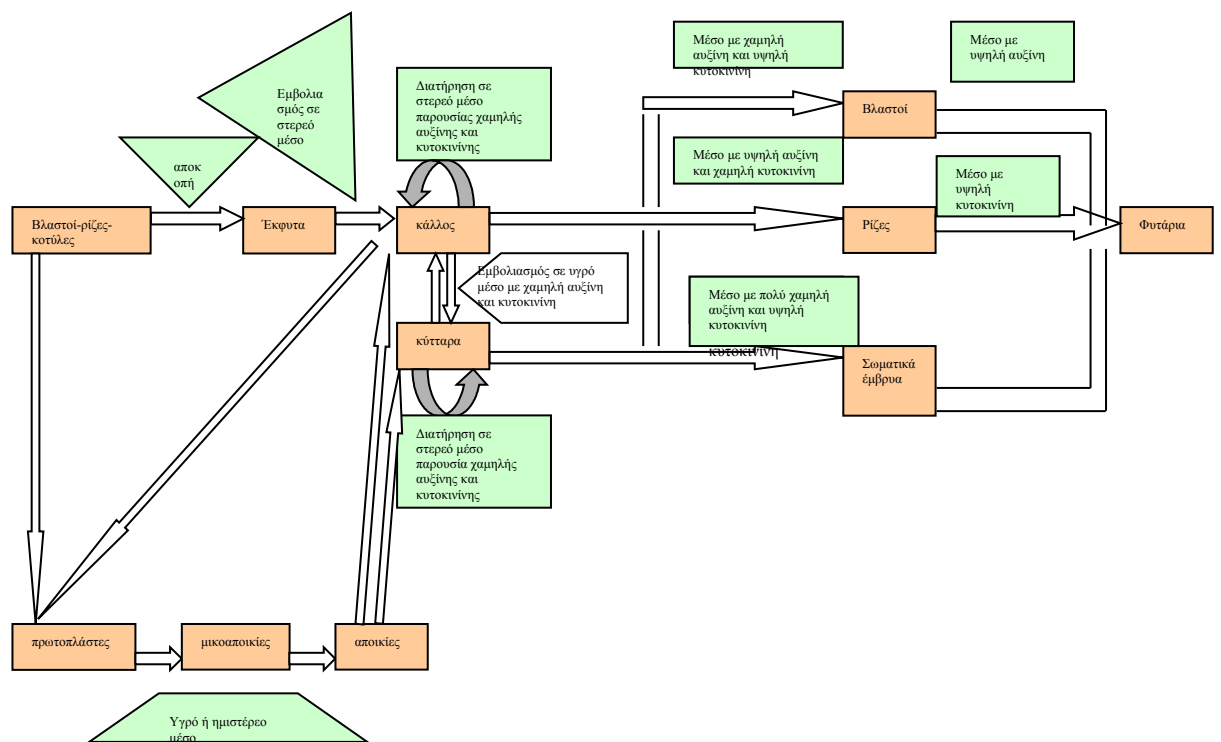 Μέσο με χαμηλή
αυξίνη και υψηλή
κυτοκινίνη
Μέσο με
υψηλή αυξίνη
Εμβολια
σμός σε
στερεό
μέσο
Διατήρηση σε
στερεό μέσο
παρουσίας χαμηλής
αυξίνης και
κυτοκινίνης
Βλαστοί
αποκ
οπή
Μέσο με υψηλή αυξίνη
και χαμηλή κυτοκινίνη
Μέσο με
υψηλή
κυτοκινίνη
Βλαστοί-ρίζες-
κοτύλες
Έκφυτα
κάλλος
Ρίζες
Φυτάρια
Εμβολιασμός σε υγρό
μέσο με χαμηλή αυξίνη
και κυτοκινίνη
Μέσο με πολύ χαμηλή
αυξίνη και υψηλή
κυτοκινίνη
κυτοκινίνη
κύτταρα
Σωματικά
έμβρυα
Διατήρηση σε
στερεό μέσο
παρουσία χαμηλής
αυξίνης και
κυτοκινίνης
πρωτοπλάστες
μικοαποικίες
αποικίες
Υγρό ή ημιστέρεο
μέσο